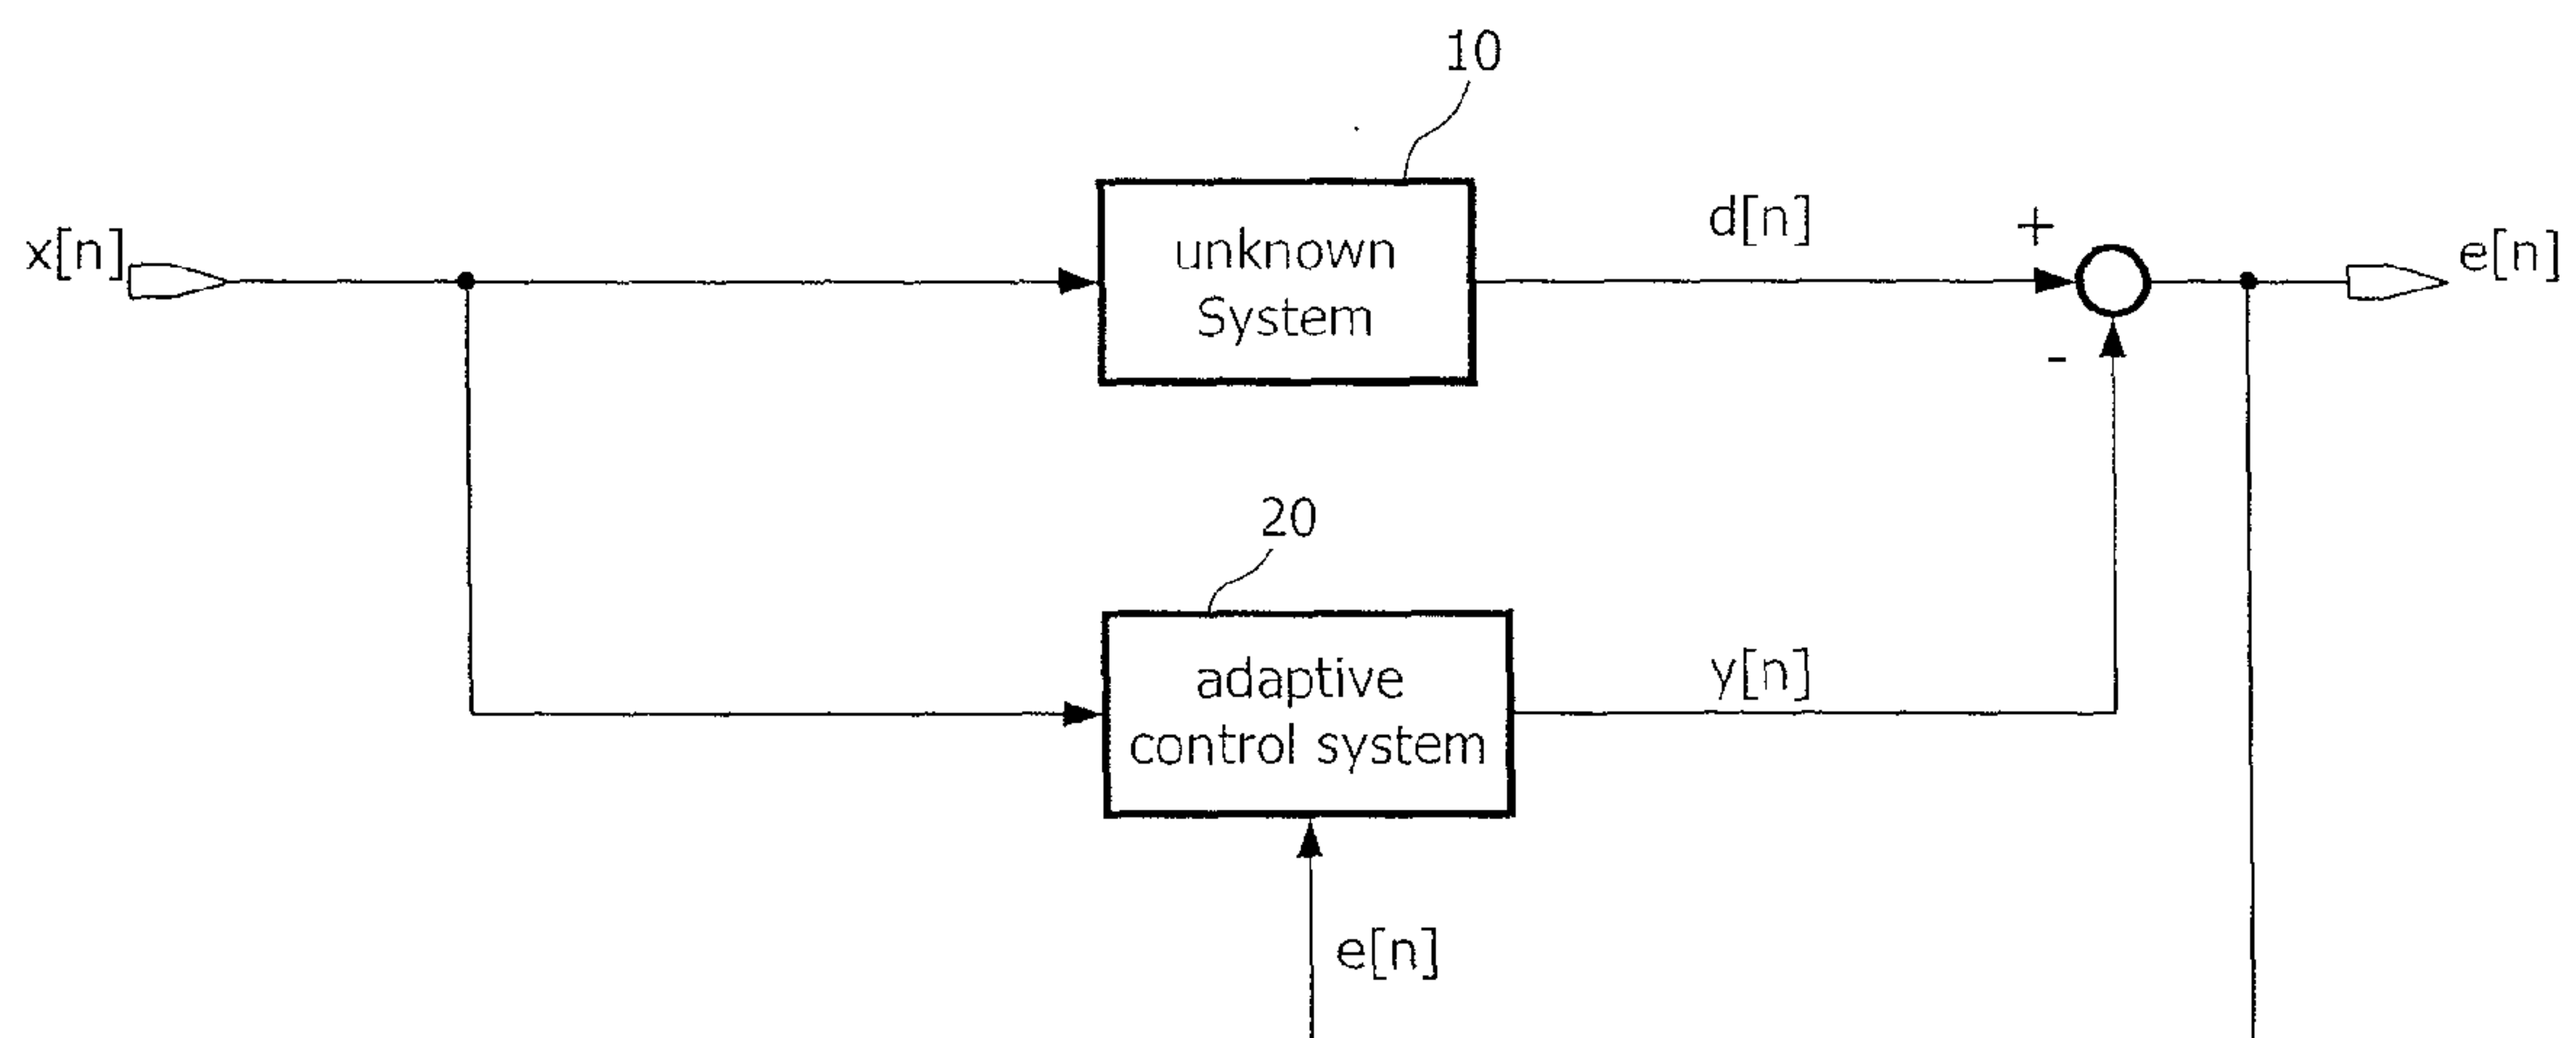 10
x[n]
unknown
System
d[n]
+
-
e[n]
20
adaptive
control system
y[n]
e[n]